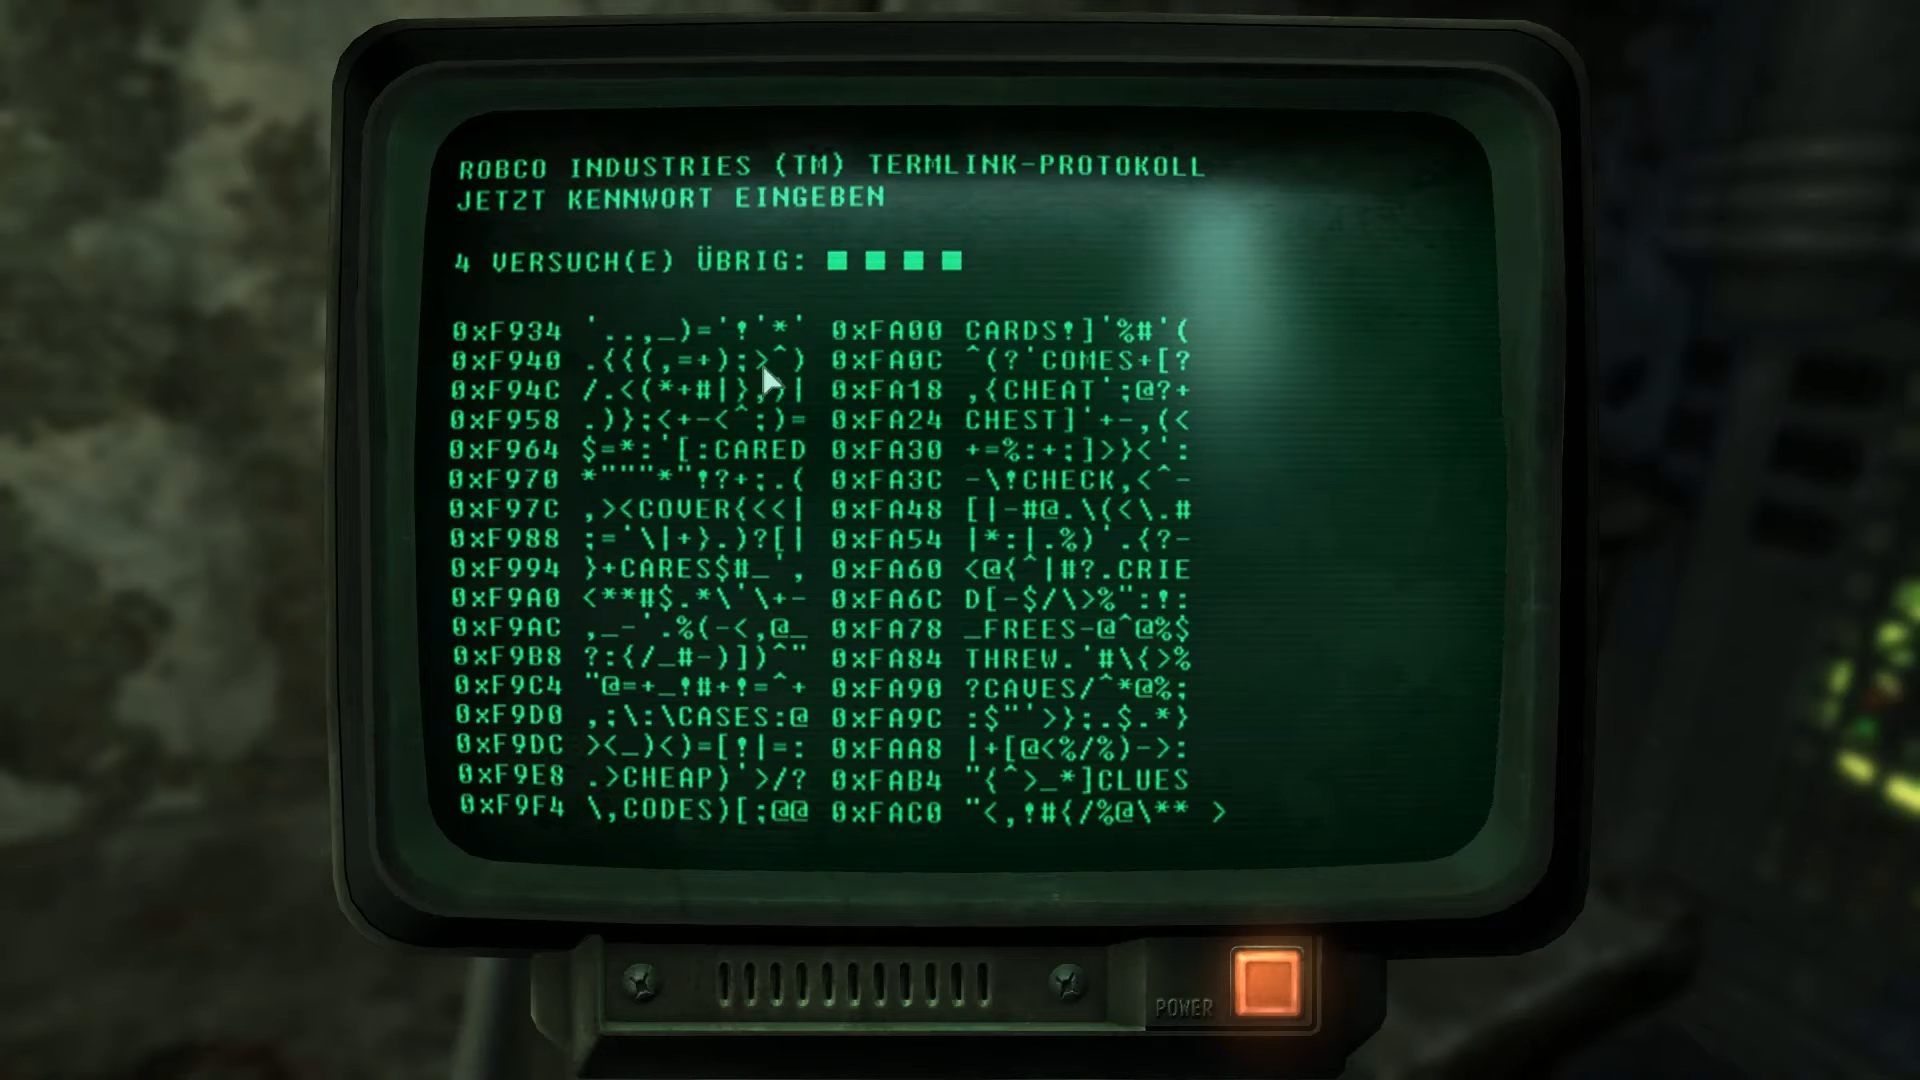 ROBCO INDUSTRIES (TM) TERMLINK-PROTOKOLL
JETZT KENNWORT EINGEBEN
4 VERSUCH(E) ÜBRIG: ■ ■ ■ ■
0xF934 '..,_)='!'*' 0xFA00 CARDS!]'%#'(
0xF940 .{{(,=+);>^) 0xFA0C ^(?'COMES+[?
0xF94C /.<(*+#|} 0xFA18 ,{CHEAT';@?+
0xF958 .)};<+-<^;)= 0xFA24 CHEST]'+-,(<
0xF964 $=*:'[:CARED 0xFA30 +=%:+;]>}<':
0xF970 *"""*"!?+;.( 0xFA3C -\!CHECK,<^-
0xF97C ,><COVER{<<| 0xFA48 [|-#@.\(<\.#
0xF988 ;='\|+}.)?[| 0xFA54 |*:|.%)'.{?-
0xF994 }+CARES$#_', 0xFA60 <@{^|#?.CRIE
0xF9A0 <**#$.*\'\+- 0xFA6C D[-$/\>%":!:
0xF9AC ,_-'.%(-<,@_ 0xFA78 _FREES-@^@%$
0xF9B8 ?:{/_#-)])^" 0xFA84 THREW.'#\{>%
0xF9C4 "@=+_!#+!=^+ 0xFA90 ?CAVES/^*@%;
0xF9D0 ,;\:\CASES:@ 0xFA9C :$"'>};.$.*}
0xF9DC ><_)<)=[!|=: 0xFAA8 |+[@<%/%)->:
0xF9E8 .>CHEAP)'>/? 0xFAB4 "{^>_*]CLUES
0xF9F4 \,CODES)[;@@ 0xFAC0 "<,!#{/%@\** >
POWER